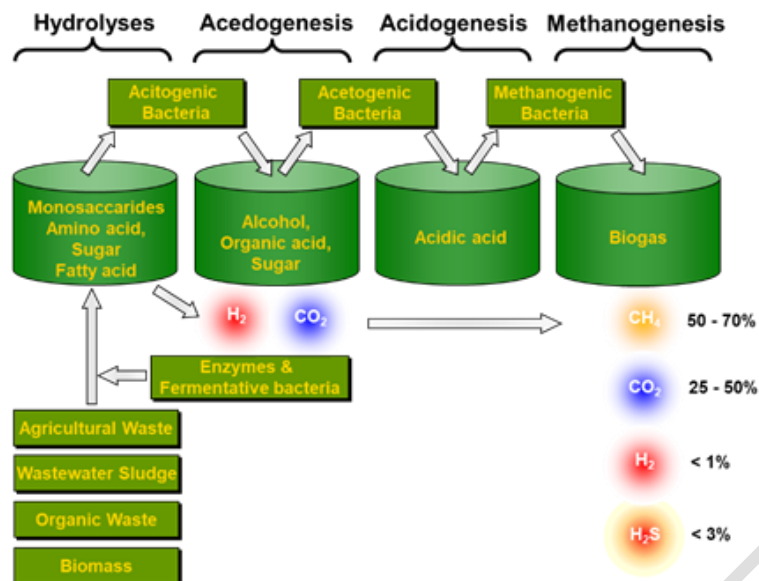 Hydrolyses
Acedogenesis
Acidogenesis
Methanogenesis
Acitogenic
Bacteria
Acetogenic
Bacteria
Methanogenic
Bacteria
Monosaccarides
Amino acid,
Sugar
Fatty acid
Alcohol,
Organic acid,
Sugar
Acidic acid
Biogas
H₂
CO₂
CH₄
50 - 70%
Enzymes &
Fermentative bacteria
CO₂
25 - 50%
Agricultural Waste
Wastewater Sludge
H₂
< 1%
Organic Waste
H₂S
< 3%
Biomass